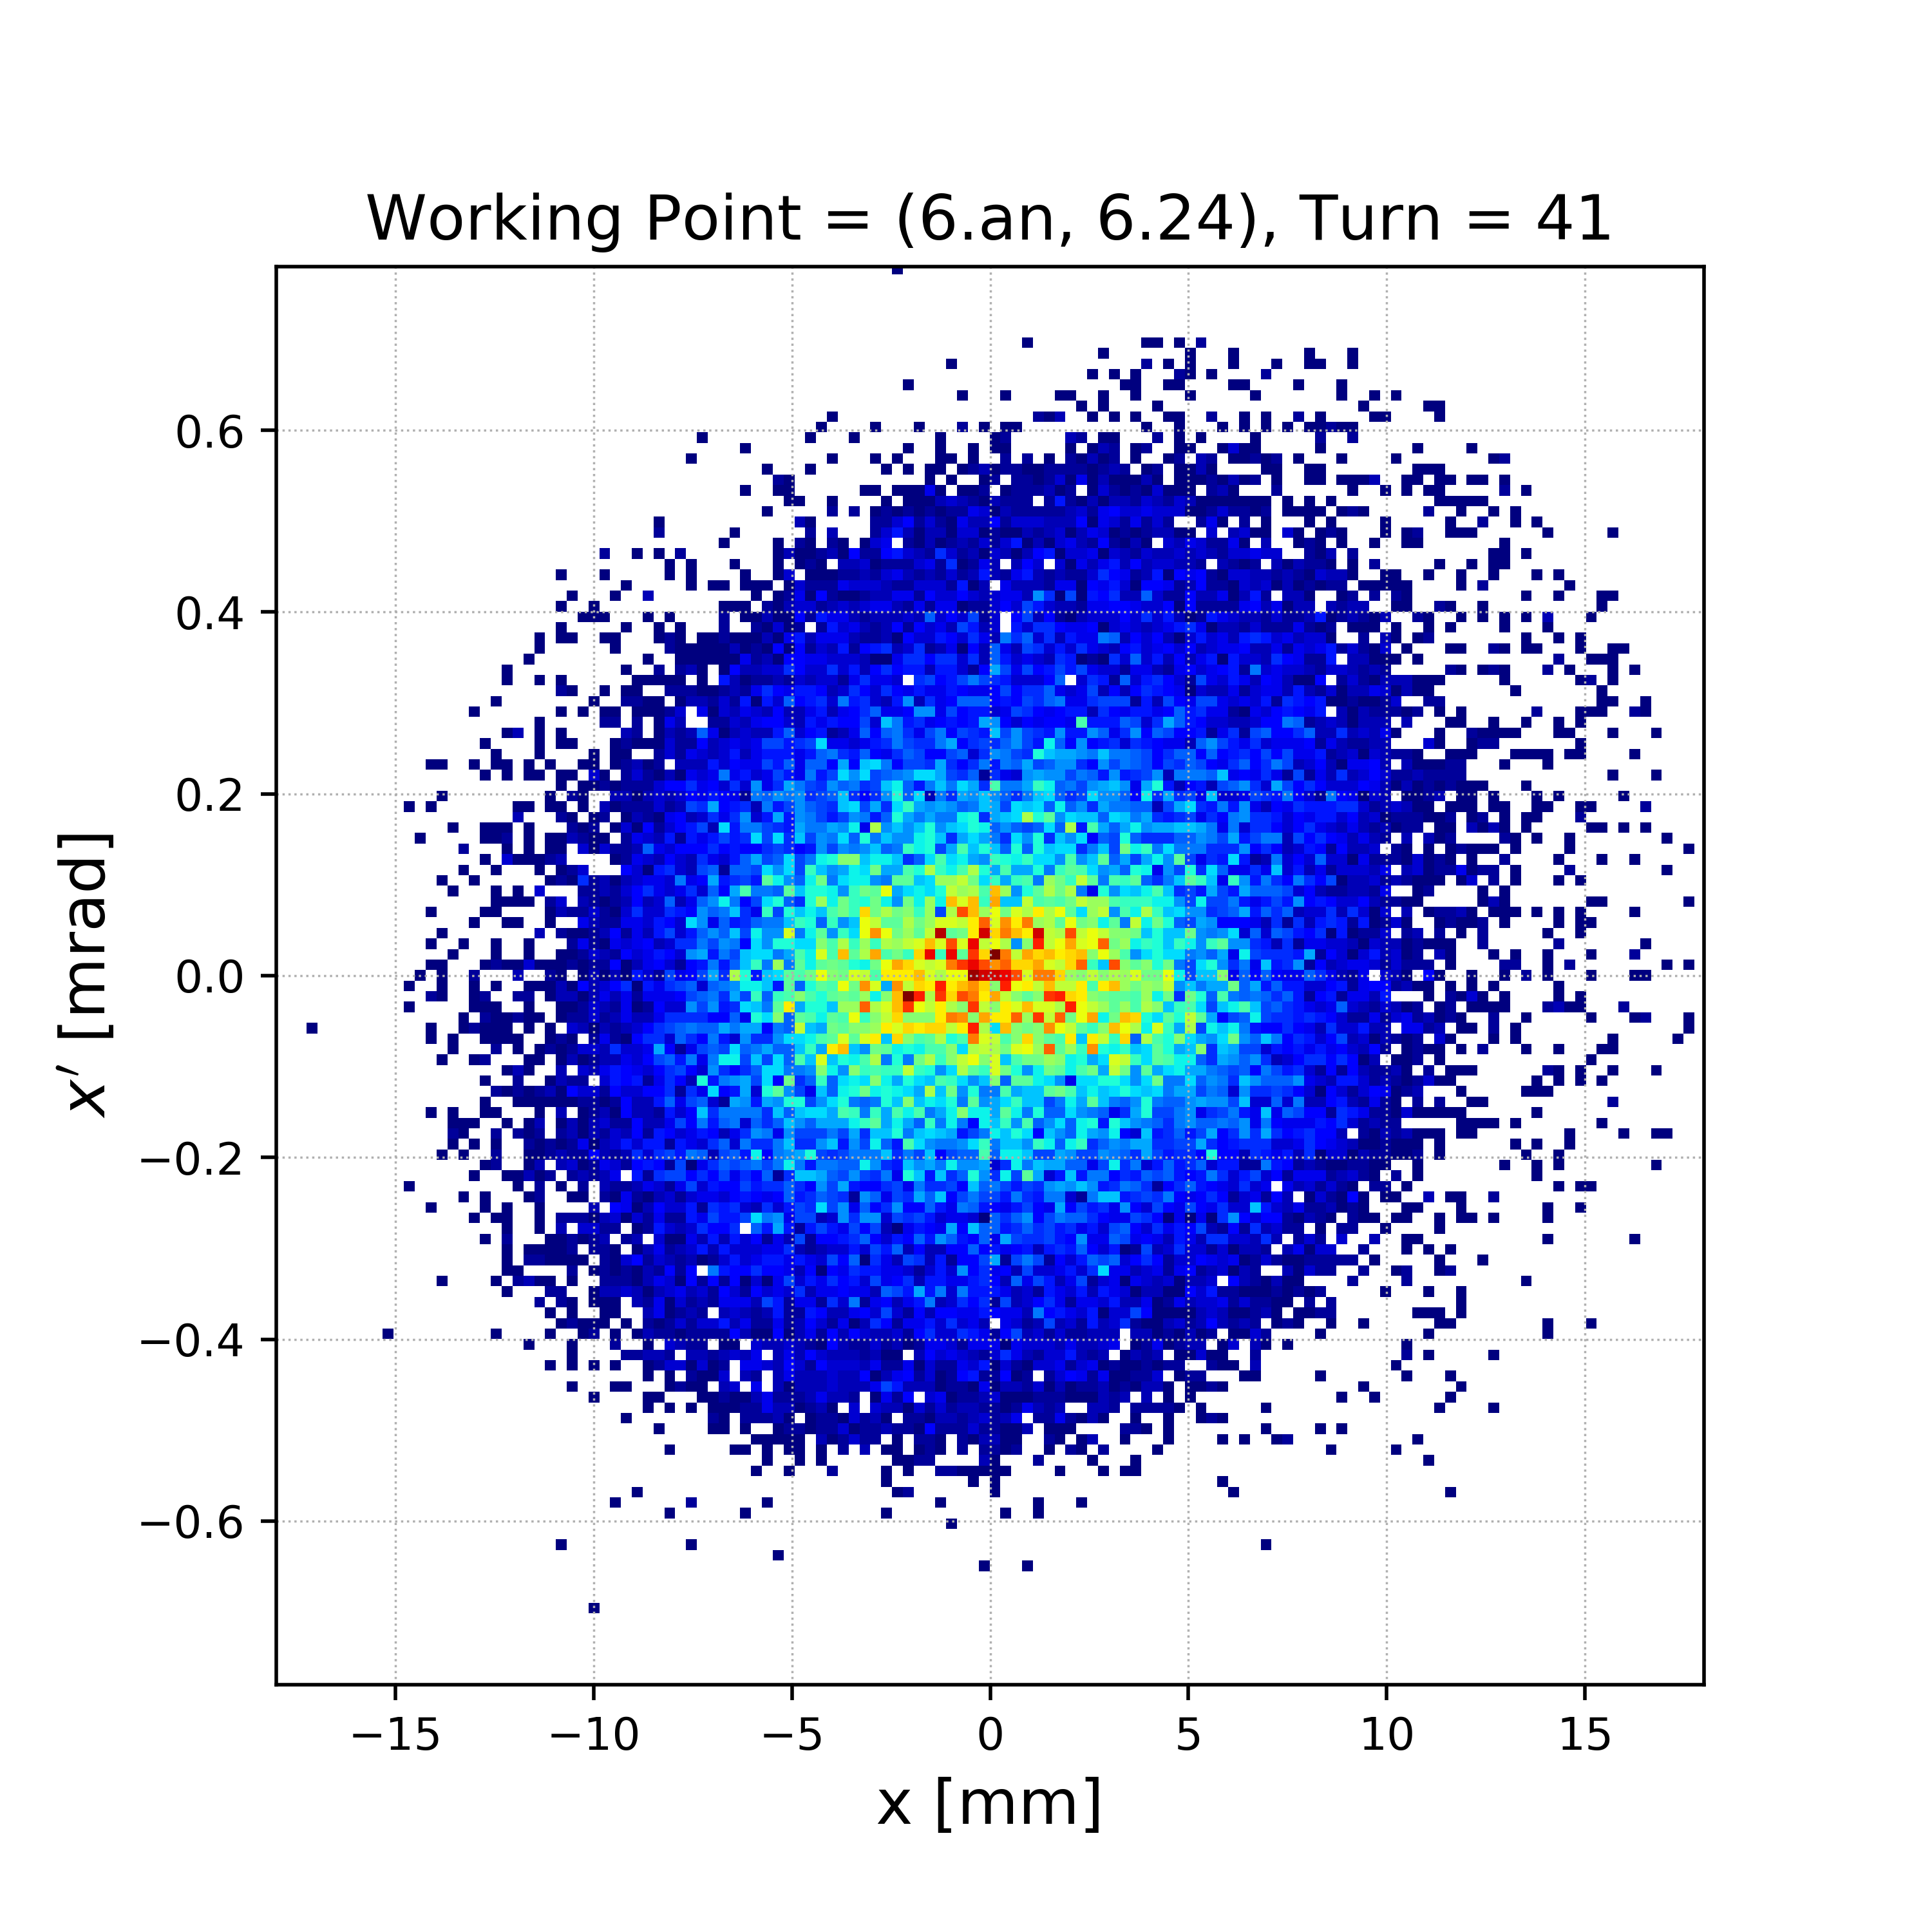 Working Point = (6.an, 6.24), Turn = 41
0.6
0.4
0.2
0.0
−0.2
−0.4
−0.6
x′ [mrad]
−15 −10 −5 0 5 10 15
x [mm]